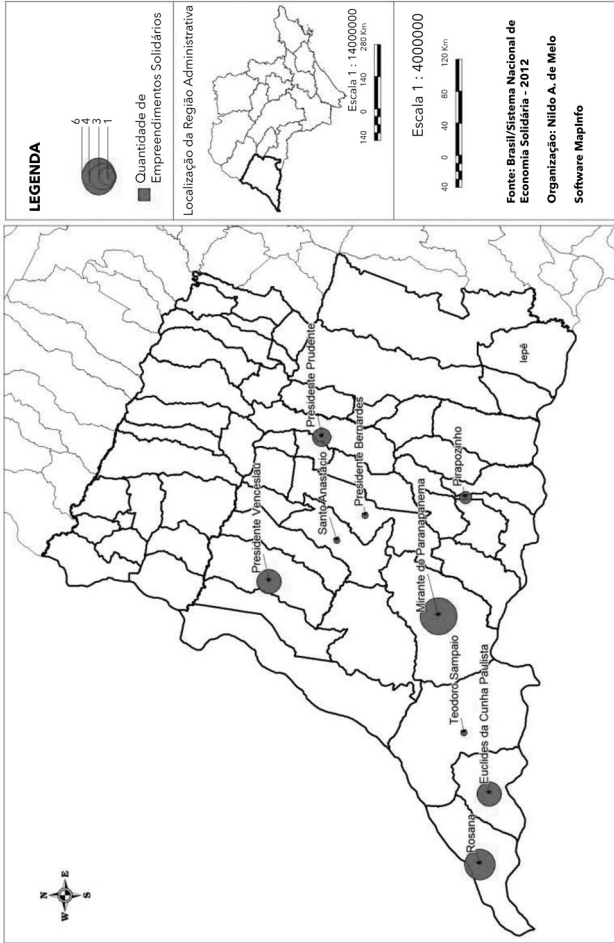 LEGENDA
6
4
3
1
Quantidade de
Empreendimentos Solidários
Localização da Região Administrativa
Escala 1 : 14000000
140 0 140 280 Km
Escala 1 : 4000000
40 0 40 80 120 Km
Fonte: Brasil/Sistema Nacional de
Economia Solidária - 2012
Organização: Nildo A. de Melo
Software MapInfo
N
W E
S
Presidente Venceslau
Presidente Prudente
Santo Anastácio
Presidente Bernardes
Mirante do Paranapanema
Pirapozinho
Iepê
Teodoro Sampaio
Euclides da Cunha Paulista
Rosana